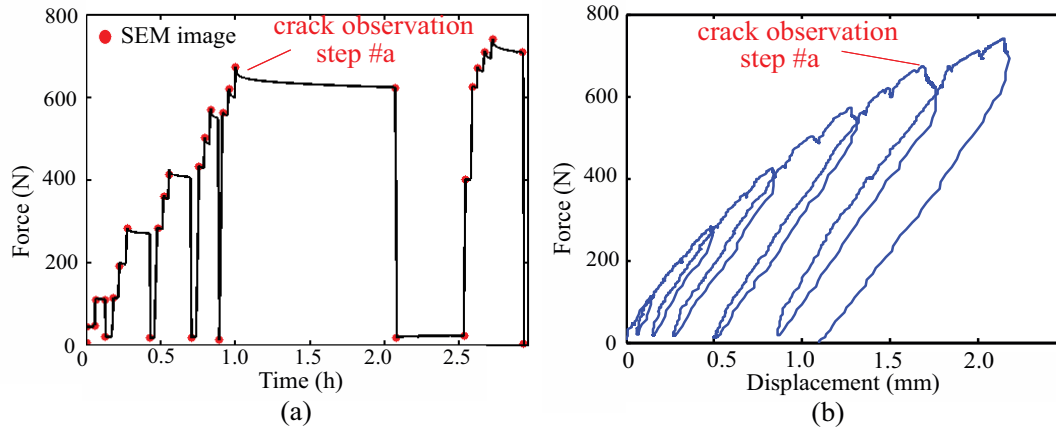 (a)
800
SEM image
crack observation
step #a
600
Force (N)
400
200
0
0
0.5
1.0
1.5
2.0
2.5
Time (h)
(a)
(b)
800
crack observation
step #a
600
Force (N)
400
200
0
0
0.5
1.0
1.5
2.0
Displacement (mm)
(b)